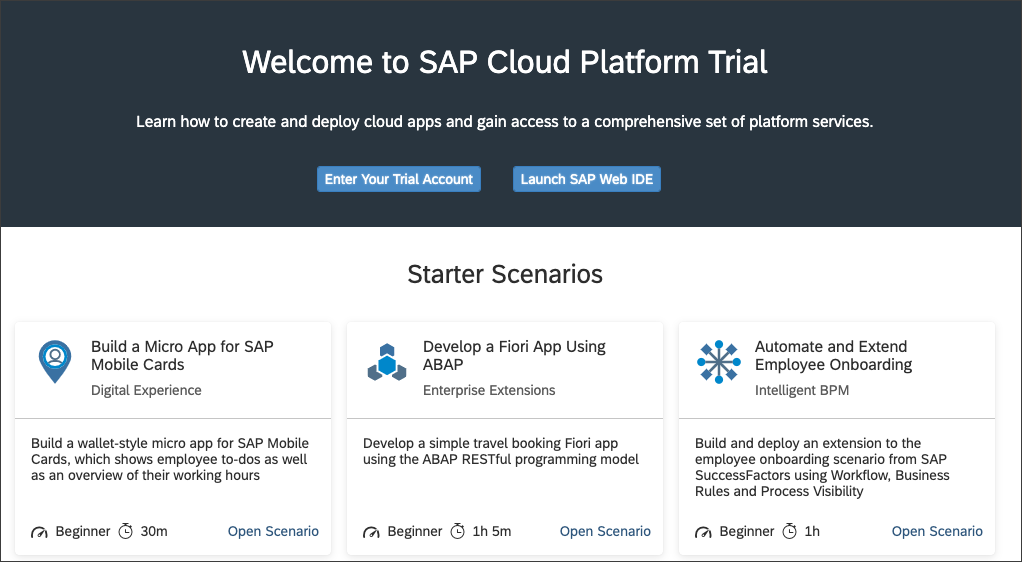 Welcome to SAP Cloud Platform Trial
Learn how to create and deploy cloud apps and gain access to a comprehensive set of platform services.
Enter Your Trial Account
Launch SAP Web IDE
Starter Scenarios
Build a Micro App for SAP
Mobile Cards
Digital Experience
Build a wallet-style micro app for SAP Mobile
Cards, which shows employee to-dos as well
as an overview of their working hours
Beginner 30m Open Scenario
Develop a Fiori App Using
ABAP
Enterprise Extensions
Develop a simple travel booking Fiori app
using the ABAP RESTful programming model
Beginner 1h 5m Open Scenario
Automate and Extend
Employee Onboarding
Intelligent BPM
Build and deploy an extension to the
employee onboarding scenario from SAP
SuccessFactors using Workflow, Business
Rules and Process Visibility
Beginner 1h Open Scenario